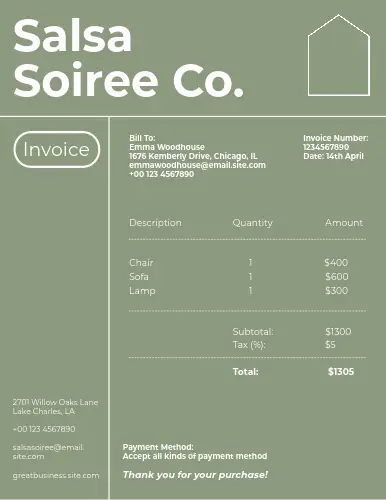 Salsa
Soiree Co.
Invoice
Bill To:
Emma Woodhouse
1676 Kemberly Drive, Chicago, IL
emmawoodhouse@email.site.com
+00 123 4567890
Invoice Number:
1234567890
Date: 14th April
Description Quantity Amount
Chair 1 $400
Sofa 1 $600
Lamp 1 $300
Subtotal: $1300
Tax (%): $5
Total: $1305
2701 Willow Oaks Lane
Lake Charles, LA
+00 123 4567890
salsasoiree@email.
site.com
greatbusiness.site.com
Payment Method:
Accept all kinds of payment method
Thank you for your purchase!